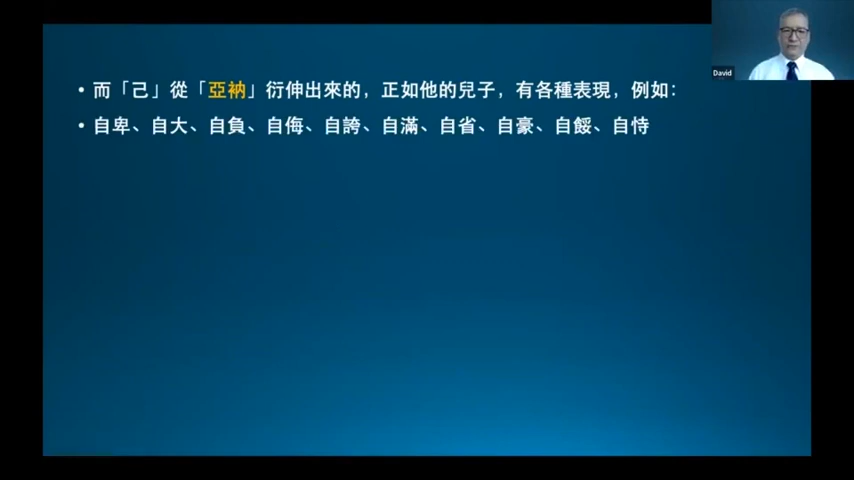 • 而「己」從「亞衲」衍伸出來的，正如他的兒子，有各種表現，例如：
• 自卑、自大、自負、自侮、自誇、自滿、自省、自豪、自餒、自恃
David